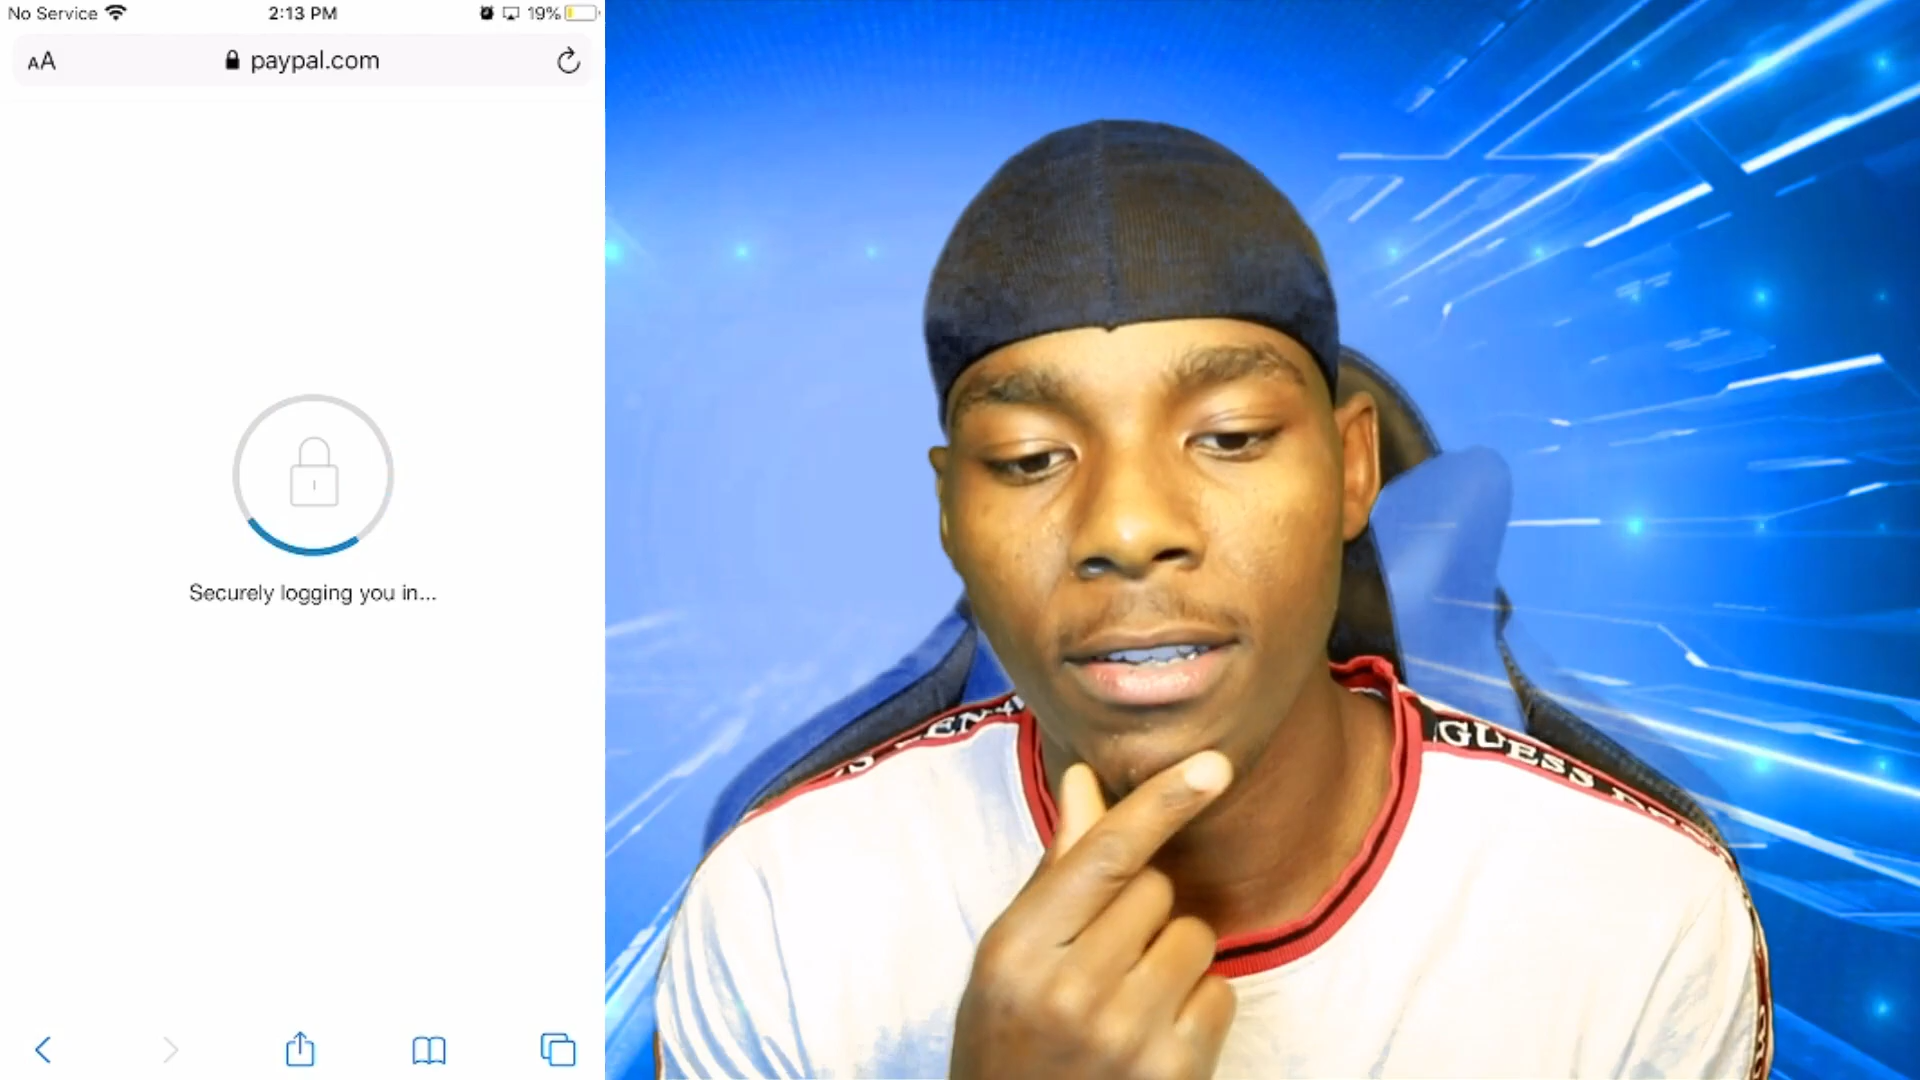 No Service 2:13 PM 19%
AA paypal.com
Securely logging you in...
GUESS